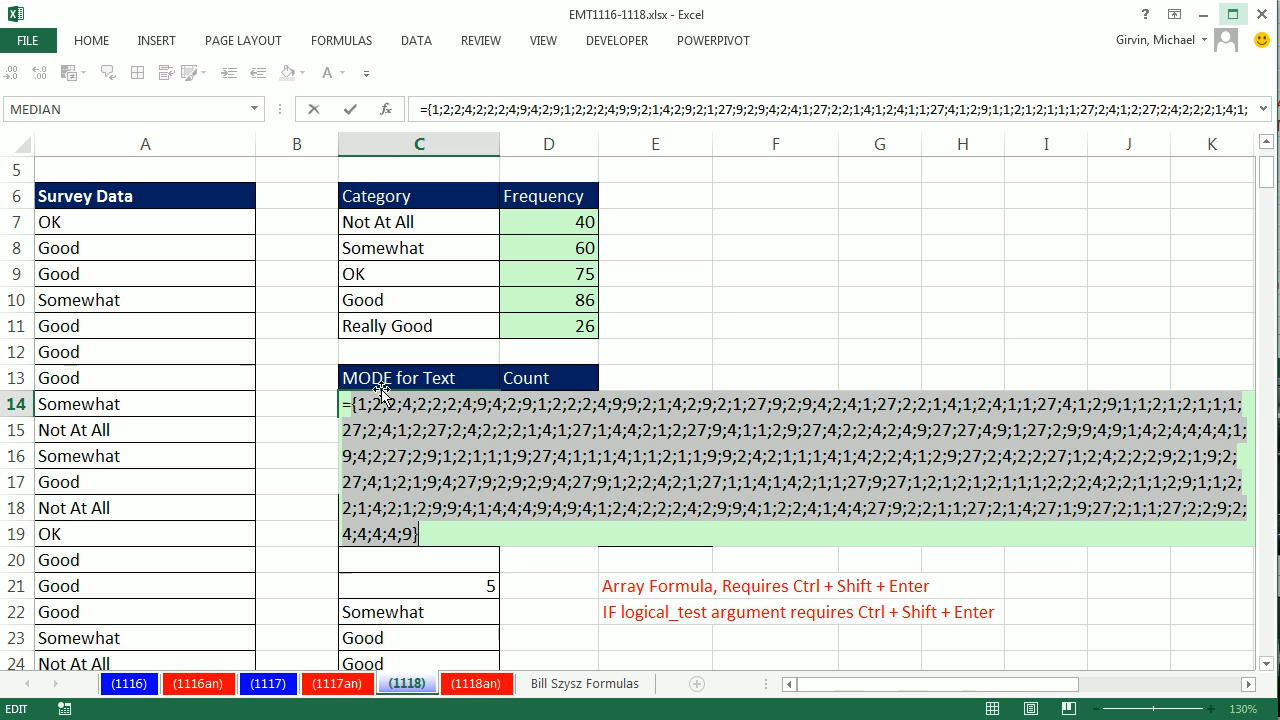 EMT1116-1118.xlsx - Excel
FILE HOME INSERT PAGE LAYOUT FORMULAS DATA REVIEW VIEW DEVELOPER POWERPIVOT Girvin, Michael
MEDIAN ={1;2;2;4;2;2;2;4;9;4;2;9;1;2;2;2;4;9;9;2;1;4;2;9;2;1;27;9;2;9;4;2;4;1;27;2;2;1;4;1;2;4;1;1;27;4;1;2;9;1;1;2;1;2;1;1;1;27;2;4;1;2;27;2;4;2;2;2;1;4;1;
A B C D E F G H I J K
5
6 Survey Data Category Frequency
7 OK Not At All 40
8 Good Somewhat 60
9 Good OK 75
10 Somewhat Good 86
11 Good Really Good 26
12 Good
13 Good MODE for Text Count
14 Somewhat ={1;2;2;4;2;2;2;4;9;4;2;9;1;2;2;2;4;9;9;2;1;4;2;9;2;1;27;9;2;9;4;2;4;1;27;2;2;1;4;1;2;4;1;1;27;4;1;2;9;1;1;2;1;2;1;1;1;
15 Not At All 27;2;4;1;2;27;2;4;2;2;2;1;4;1;27;1;4;4;2;1;2;27;9;4;1;1;2;9;27;4;2;2;4;2;4;9;27;27;4;9;1;27;2;9;9;4;9;1;4;2;4;4;4;4;1;
16 Somewhat 9;4;2;27;2;9;1;2;1;1;1;9;27;4;1;1;1;4;1;1;2;1;1;9;9;2;4;2;1;1;1;4;1;4;2;2;4;1;2;9;27;2;4;2;2;27;1;2;4;2;2;2;9;2;1;9;2;
17 Good 27;4;1;2;1;9;4;27;9;2;9;2;9;4;27;9;1;2;2;4;2;1;27;1;1;4;1;4;2;1;1;27;9;27;1;2;1;2;1;2;1;1;1;2;2;2;4;2;2;1;1;2;9;1;1;2;
18 Not At All 2;1;4;2;1;2;9;9;4;1;4;4;4;9;4;9;4;1;2;4;2;2;2;4;2;9;9;4;1;2;2;4;1;4;4;27;9;2;2;1;1;27;2;1;4;27;1;9;27;2;1;1;27;2;2;9;2;
19 OK 4;4;4;4;9}
20 Good
21 Good 5 Array Formula, Requires Ctrl + Shift + Enter
22 Good Somewhat IF logical_test argument requires Ctrl + Shift + Enter
23 Somewhat Good
24 Not At All Good
(1116) (1116an) (1117) (1117an) (1118) (1118an) Bill Szysz Formulas
EDIT 130%